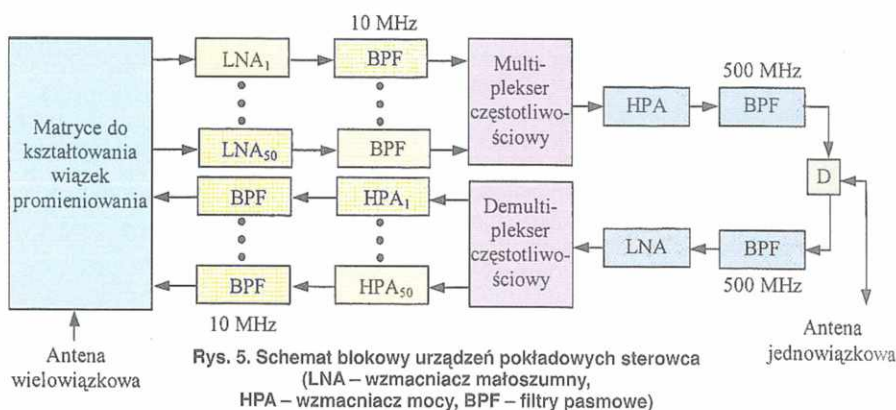 10 MHz
LNA₁
BPF
Multi-
plekser
częstotliwo-
ściowy
HPA
500 MHz
BPF
Matryce do
kształtowania
wiązek
promieniowania
LNA₅₀
BPF
D
BPF
HPA₁
Demulti-
plekser
częstotliwo-
ściowy
LNA
BPF
500 MHz
BPF
HPA₅₀
10 MHz
Antena
wielowiązkowa
Antena
jednowiązkowa
Rys. 5. Schemat blokowy urządzeń pokładowych sterowca
(LNA – wzmacniacz małoszumny,
HPA – wzmacniacz mocy, BPF – filtry pasmowe)